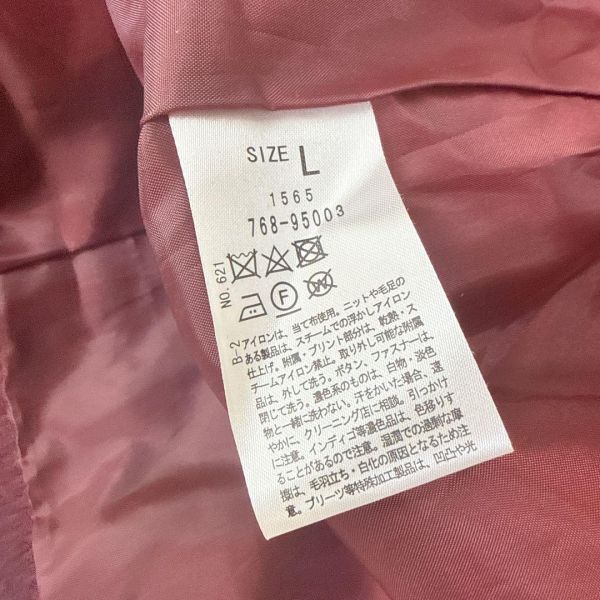 SIZE L
1565
768-95003
NO.621
F
W
B-2
アイロンは、当て布使用。ニットや毛足の
ある製品は、スチームでの浮かしアイロン
仕上げ。附属・プリント部分は、乾熱・ス
チームアイロン禁止。取り外し可能な附属
品は、外して洗う。ボタン、ファスナーは、
閉じて洗う。濃色系のものは、白物・淡色
物と一緒に洗わない。汗をかいた場合、速
やかに、クリーニング店に相談。引っかけ
に注意。インディゴ等濃色品は、色移りす
ることがあるので注意。湿潤での過剰な摩
擦は、毛羽立ち・白化の原因となるため注
意。プリーツ等特殊加工製品は、凹凸や光